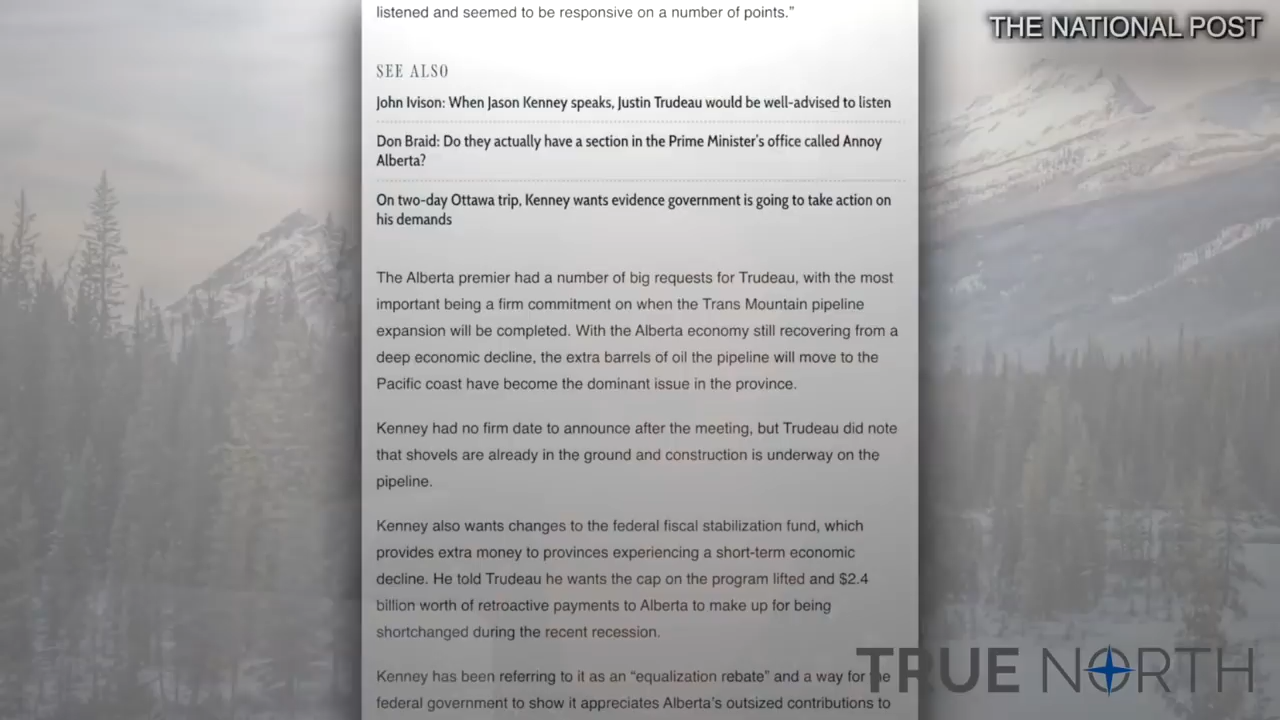 THE NATIONAL POST
listened and seemed to be responsive on a number of points.”
SEE ALSO
John Ivison: When Jason Kenney speaks, Justin Trudeau would be well-advised to listen
Don Braid: Do they actually have a section in the Prime Minister’s office called Annoy
Alberta?
On two-day Ottawa trip, Kenney wants evidence government is going to take action on
his demands
The Alberta premier had a number of big requests for Trudeau, with the most
important being a firm commitment on when the Trans Mountain pipeline
expansion will be completed. With the Alberta economy still recovering from a
deep economic decline, the extra barrels of oil the pipeline will move to the
Pacific coast have become the dominant issue in the province.
Kenney had no firm date to announce after the meeting, but Trudeau did note
that shovels are already in the ground and construction is underway on the
pipeline.
Kenney also wants changes to the federal fiscal stabilization fund, which
provides extra money to provinces experiencing a short-term economic
decline. He told Trudeau he wants the cap on the program lifted and $2.4
billion worth of retroactive payments to Alberta to make up for being
shortchanged during the recent recession.
Kenney has been referring to it as an “equalization rebate” and a way for the
federal government to show it appreciates Alberta’s outsized contributions to
TRUE NORTH